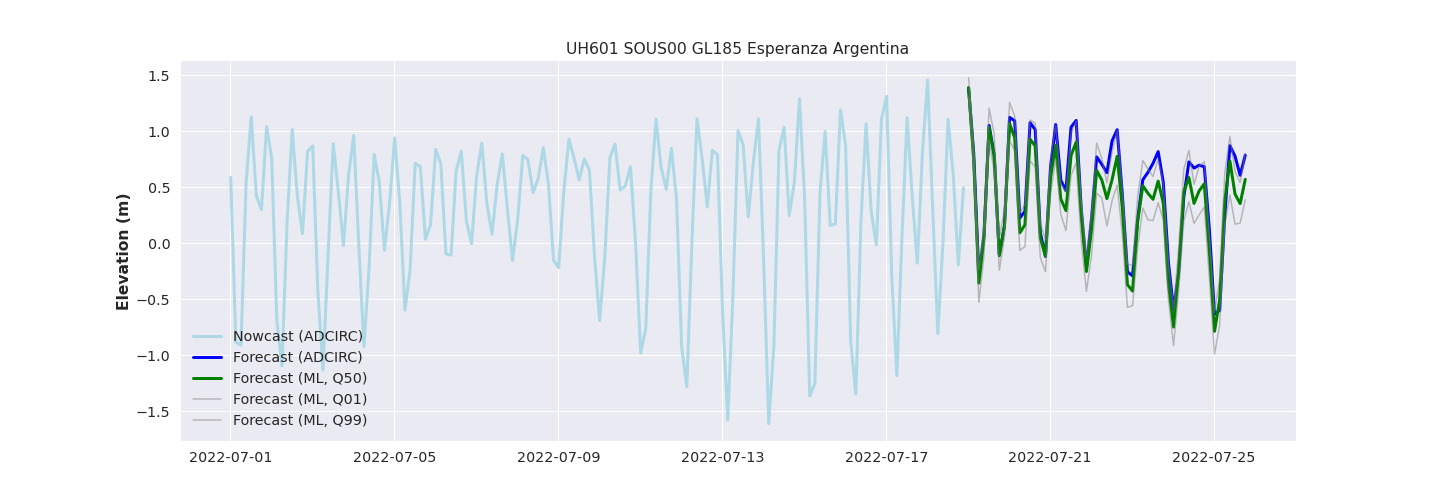 UH601 SOUS00 GL185 Esperanza Argentina
Elevation (m)
1.5
1.0
0.5
0.0
−0.5
−1.0
−1.5
Nowcast (ADCIRC)
Forecast (ADCIRC)
Forecast (ML, Q50)
Forecast (ML, Q01)
Forecast (ML, Q99)
2022-07-01 2022-07-05 2022-07-09 2022-07-13 2022-07-17 2022-07-21 2022-07-25